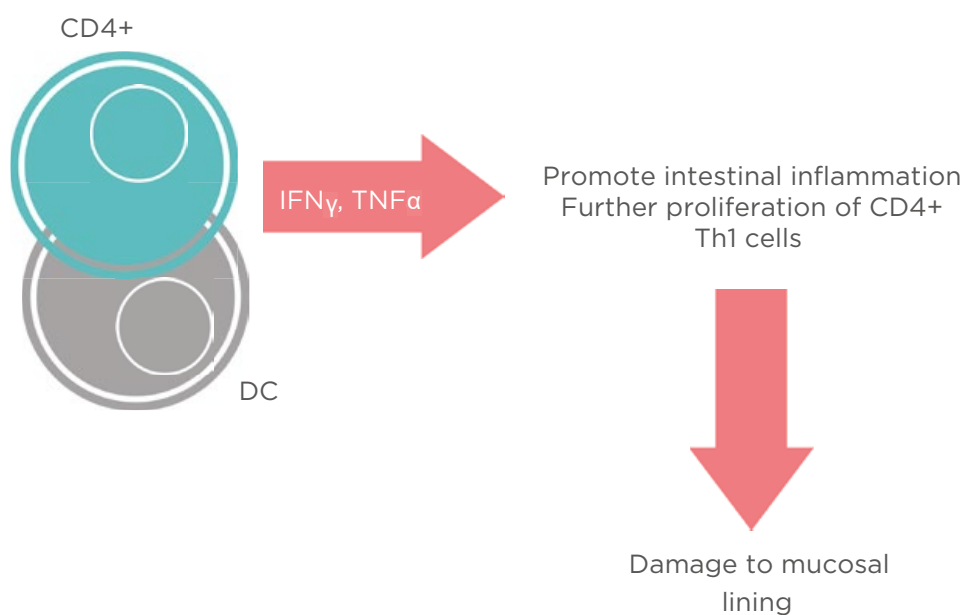 CD4+
IFNγ, TNFα
Promote intestinal inflammation
Further proliferation of CD4+
Th1 cells
DC
Damage to mucosal
lining